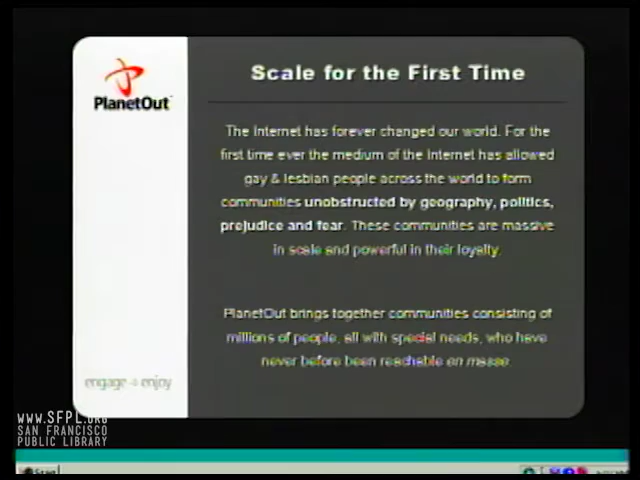 Scale for the First Time
PlanetOut
The Internet has forever changed our world. For the
first time ever the medium of the Internet has allowed
gay & lesbian people across the world to form
communities unobstructed by geography, politics,
prejudice and fear. These communities are massive
in scale and powerful in their loyalty.
PlanetOut brings together communities consisting of
millions of people, all with special needs, who have
never before been reachable en masse.
engage + enjoy
WWW.SFPL.ORG
SAN FRANCISCO
PUBLIC LIBRARY
Start